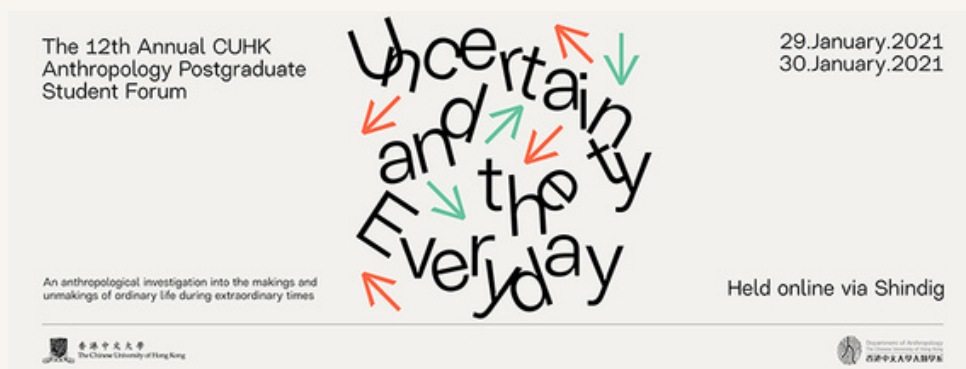 The 12th Annual CUHK
Anthropology Postgraduate
Student Forum
Uncertainty
and the
Everyday
29.January.2021
30.January.2021
An anthropological investigation into the makings and
unmakings of ordinary life during extraordinary times
Held online via Shindig
香港中文大學
The Chinese University of Hong Kong
Department of Anthropology
The Chinese University of Hong Kong
香港中文大學人類學系